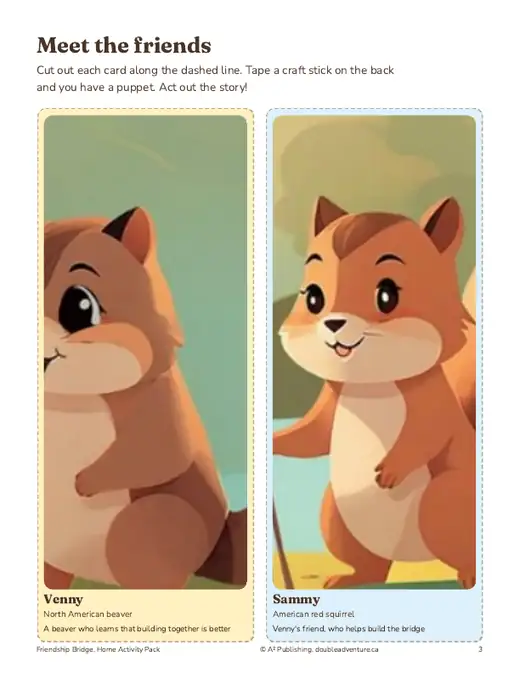 Meet the friends
Cut out each card along the dashed line. Tape a craft stick on the back
and you have a puppet. Act out the story!
Venny
North American beaver
A beaver who learns that building together is better
Sammy
American red squirrel
Venny's friend, who helps build the bridge
Friendship Bridge. Home Activity Pack
© A² Publishing. doubleadventure.ca
3